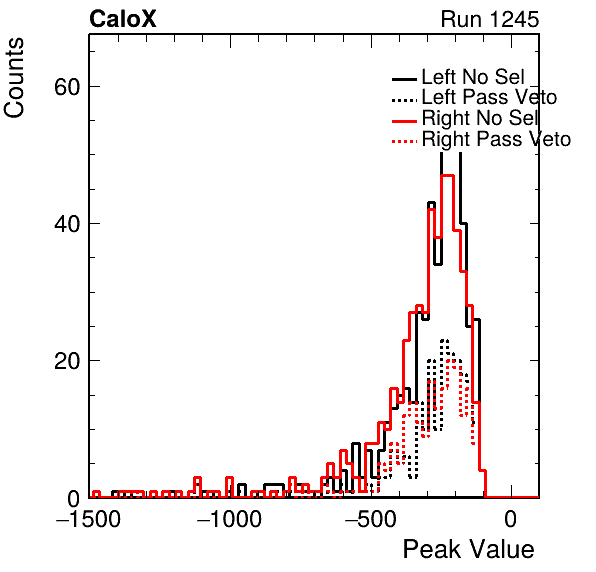 CaloX Run 1245
Counts
60
40
20
0
Left No Sel
Left Pass Veto
Right No Sel
Right Pass Veto
−1500 −1000 −500 0
Peak Value